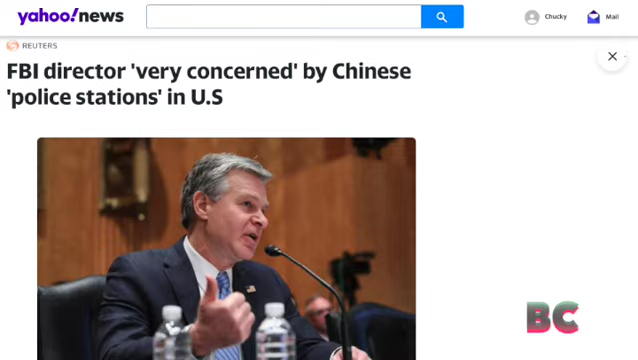 yahoo!news
Chucky
Mail
REUTERS
FBI director 'very concerned' by Chinese
'police stations' in U.S
BC